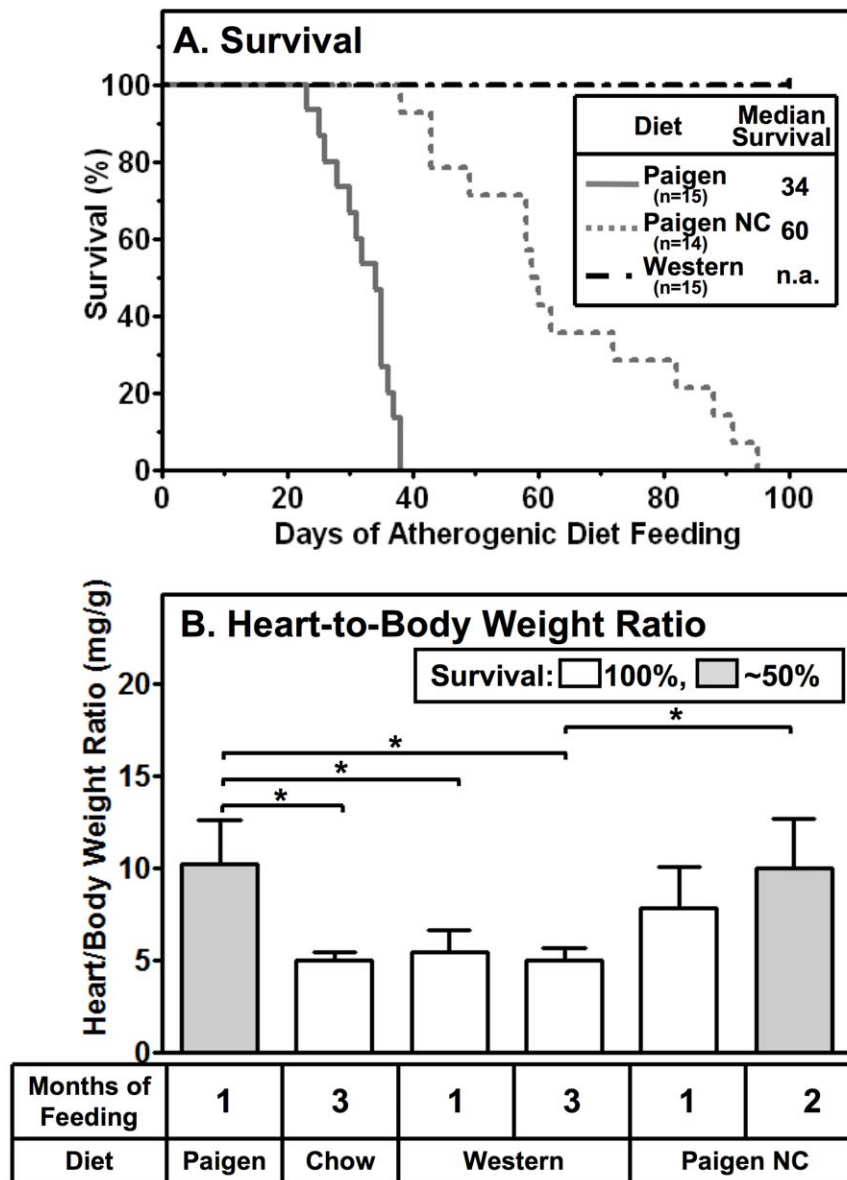 A. Survival
Survival (%)
100
80
60
40
20
0
0 20 40 60 80 100
Days of Atherogenic Diet Feeding
Diet Median Survival
Paigen (n=15) 34
Paigen NC (n=14) 60
Western (n=15) n.a.
B. Heart-to-Body Weight Ratio
Survival: 100%, ~50%
Heart/Body Weight Ratio (mg/g)
20
15
10
5
0
*
*
*
*
Months of Feeding 1 3 1 3 1 2
Diet Paigen Chow Western Paigen NC